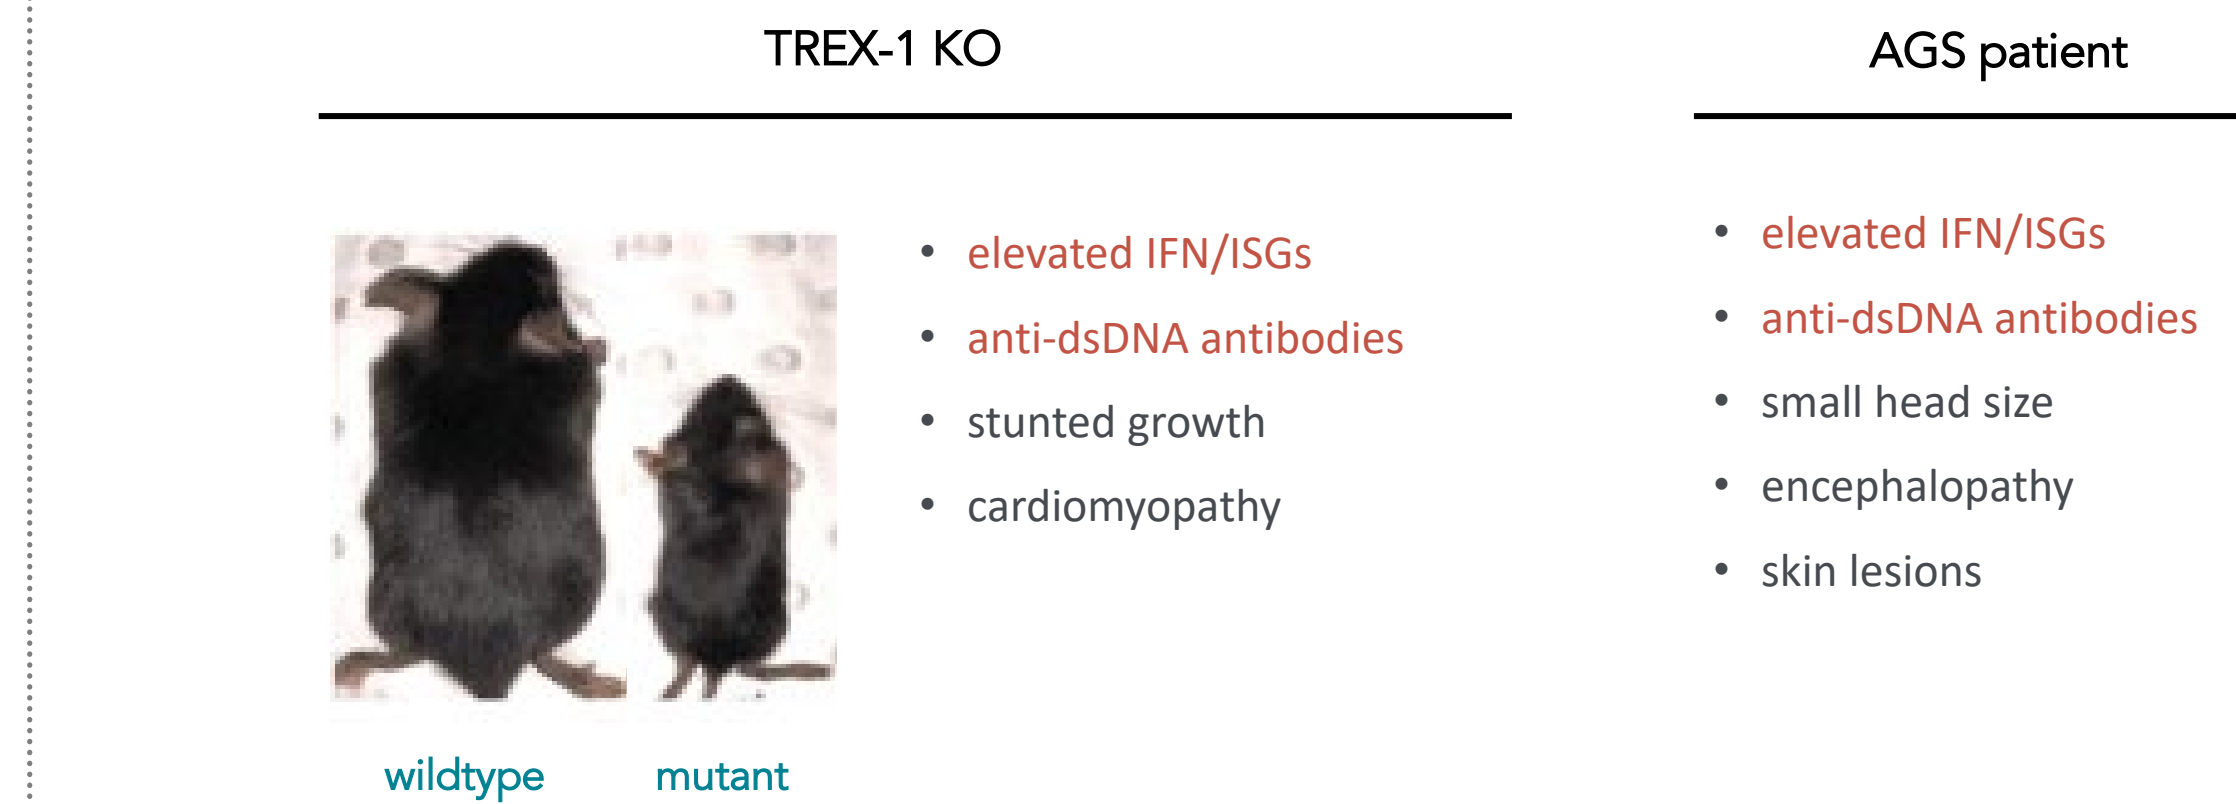 TREX-1 KO
AGS patient
• elevated IFN/ISGs
• anti-dsDNA antibodies
• stunted growth
• cardiomyopathy
wildtype
mutant
• elevated IFN/ISGs
• anti-dsDNA antibodies
• small head size
• encephalopathy
• skin lesions